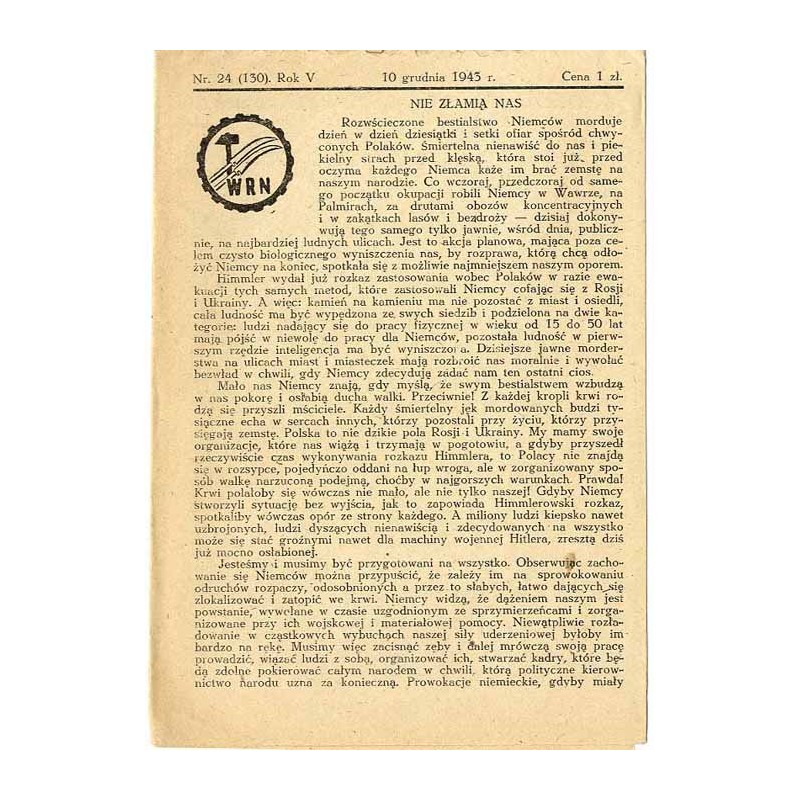 Nr. 24 (130). Rok V 10 grudnia 1943 r. Cena 1 zł.
WRN
NIE ZŁAMIĄ NAS
Rozwścieczone bestialstwo Niemców morduje
dzień w dzień dziesiątki i setki ofiar spośród chwy-
conych Polaków. Śmiertelna nienawiść do nas i pie-
kielny strach przed klęską, która stoi już przed
oczyma każdego Niemca każe im brać zemstę na
naszym narodzie. Co wczoraj, przedczoraj od same-
go początku okupacji robili Niemcy w Wawrze, na
Palmirach, za drutami obozów koncentracyjnych
i w zakątkach lasów i bezdroży — dzisiaj dokony-
wują tego samego tylko jawnie, wśród dnia, publicz-
nie, na najbardziej ludnych ulicach. Jest to akcja planowa, mająca poza ce-
lem czysto biologicznego wyniszczenia nas, by rozprawa, którą chcą odło-
żyć Niemcy na koniec, spotkała się z możliwie najmniejszem naszym oporem.
Himmler wydał już rozkaz zastosowania wobec Polaków w razie ewa-
kuacji tych samych metod, które zastosowali Niemcy cofając się z Rosji
i Ukrainy. A więc: kamień na kamieniu ma nie pozostać z miast i osiedli,
cała ludność ma być wypędzona ze swych siedzib i podzielona na dwie ka-
tegorie: ludzi nadający się do pracy fizycznej w wieku od 15 do 50 lat
mają pójść w niewolę do pracy dla Niemców, pozostała ludność w pierw-
szym rzędzie inteligencja ma być wyniszczona. Dzisiejsze jawne morder-
stwa na ulicach miast i miasteczek mają rozbroić nas moralnie i wywołać
bezwład w chwili, gdy Niemcy zdecydują zadać nam ten ostatni cios.
Mało nas Niemcy znają, gdy myślą, że swym bestialstwem wzbudzą
w nas pokorę i osłabią ducha walki. Przeciwnie! Z każdej kropli krwi ro-
dzą się przyszli mściciele. Każdy śmiertelny jęk mordowanych budzi ty-
siączne echa w sercach innych, którzy pozostali przy życiu, którzy przy-
sięgają zemstę. Polska to nie dzikie pola Rosji i Ukrainy. My mamy swoje
organizacje, które nas wiążą i trzymają w pogotowiu, a gdyby przyszedł
rzeczywiście czas wykonywania rozkazu Himmlera, to Polacy nie znajdą
się w rozsypce, pojedyńczo oddani na łup wroga, ale w zorganizowany spo-
sób walkę narzuconą podejmą, choćby w najgorszych warunkach. Prawda!
Krwi polałoby się wówczas nie mało, ale nie tylko naszej! Gdyby Niemcy
stworzyli sytuację bez wyjścia, jak to zapowiada Himmlerowski rozkaz,
spotkaliby wówczas opór ze strony każdego. A miliony ludzi kiepsko nawet
uzbrojonych, ludzi dyszących nienawiścią i zdecydowanych na wszystko
może się stać groźnymi nawet dla machiny wojennej Hitlera, zresztą dziś
już mocno osłabionej.
Jesteśmy i musimy być przygotowani na wszystko. Obserwując zacho-
wanie się Niemców można przypuścić, że zależy im na sprowokowaniu
odruchów rozpaczy, odosobnionych a przez to słabych, łatwo dających się
zlokalizować i zatopić we krwi. Niemcy widzą, że dążeniem naszym jest
powstanie, wywołane w czasie uzgodnionym ze sprzymierzeńcami i zorga-
nizowane przy ich wojskowej i materiałowej pomocy. Niewątpliwie rozła-
dowanie w cząstkowych wybuchach naszej siły uderzeniowej byłoby im
bardzo na rękę. Musimy więc zacisnąć zęby i dalej mrówczą swoją pracę
prowadzić, wiązać ludzi z sobą, organizować ich, stwarzać kadry, które bę-
dą zdolne pokierować całym narodem w chwili, którą polityczne kierow-
nictwo narodu uzna za konieczną. Prowokacje niemieckie, gdyby miały